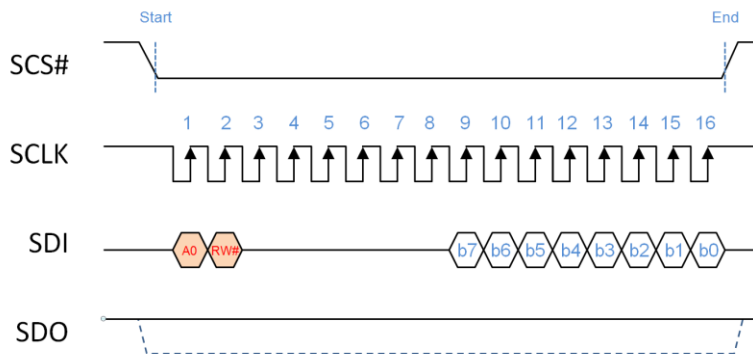 Start End
SCS#
1 2 3 4 5 6 7 8 9 10 11 12 13 14 15 16
SCLK
SDI A0 RW# b7 b6 b5 b4 b3 b2 b1 b0
SDO